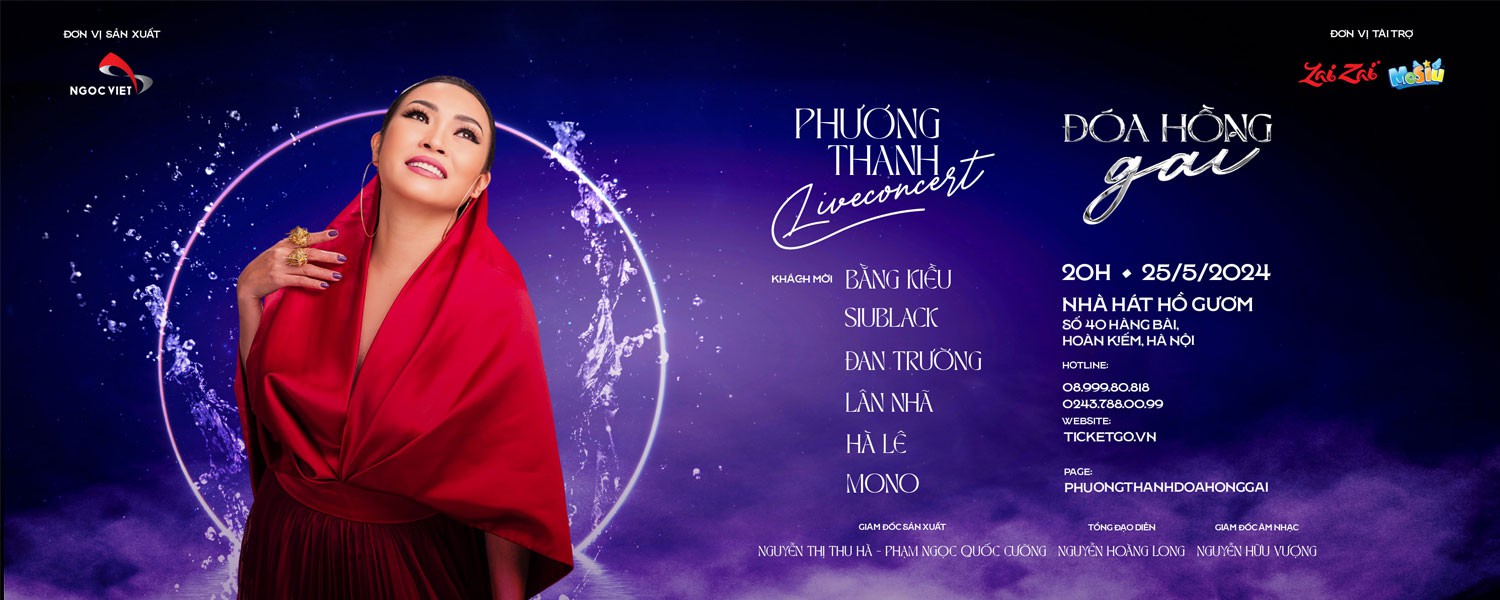 ĐƠN VỊ SẢN XUẤT
NGOC VIET
ĐƠN VỊ TÀI TRỢ
Zai Zai MeSiu
PHƯƠNG
THANH
Liveconcert
ĐÓA HỒNG
gai
KHÁCH MỜI
BẰNG KIỀU
SIUBLACK
ĐAN TRƯỜNG
LÂN NHÃ
HÀ LÊ
MONO
20H • 25/5/2024
NHÀ HÁT HỒ GƯƠM
SỐ 40 HÀNG BÀI,
HOÀN KIẾM, HÀ NỘI
HOTLINE:
08.999.80.818
0243.788.00.99
WEBSITE:
TICKETGO.VN
PAGE:
PHUONGTHANHDOAHONGGAI
GIÁM ĐỐC SẢN XUẤT
NGUYỄN THỊ THU HÀ - PHẠM NGỌC QUỐC CƯỜNG
TỔNG ĐẠO DIỄN
NGUYỄN HOÀNG LONG
GIÁM ĐỐC ÂM NHẠC
NGUYỄN HỮU VƯỢNG